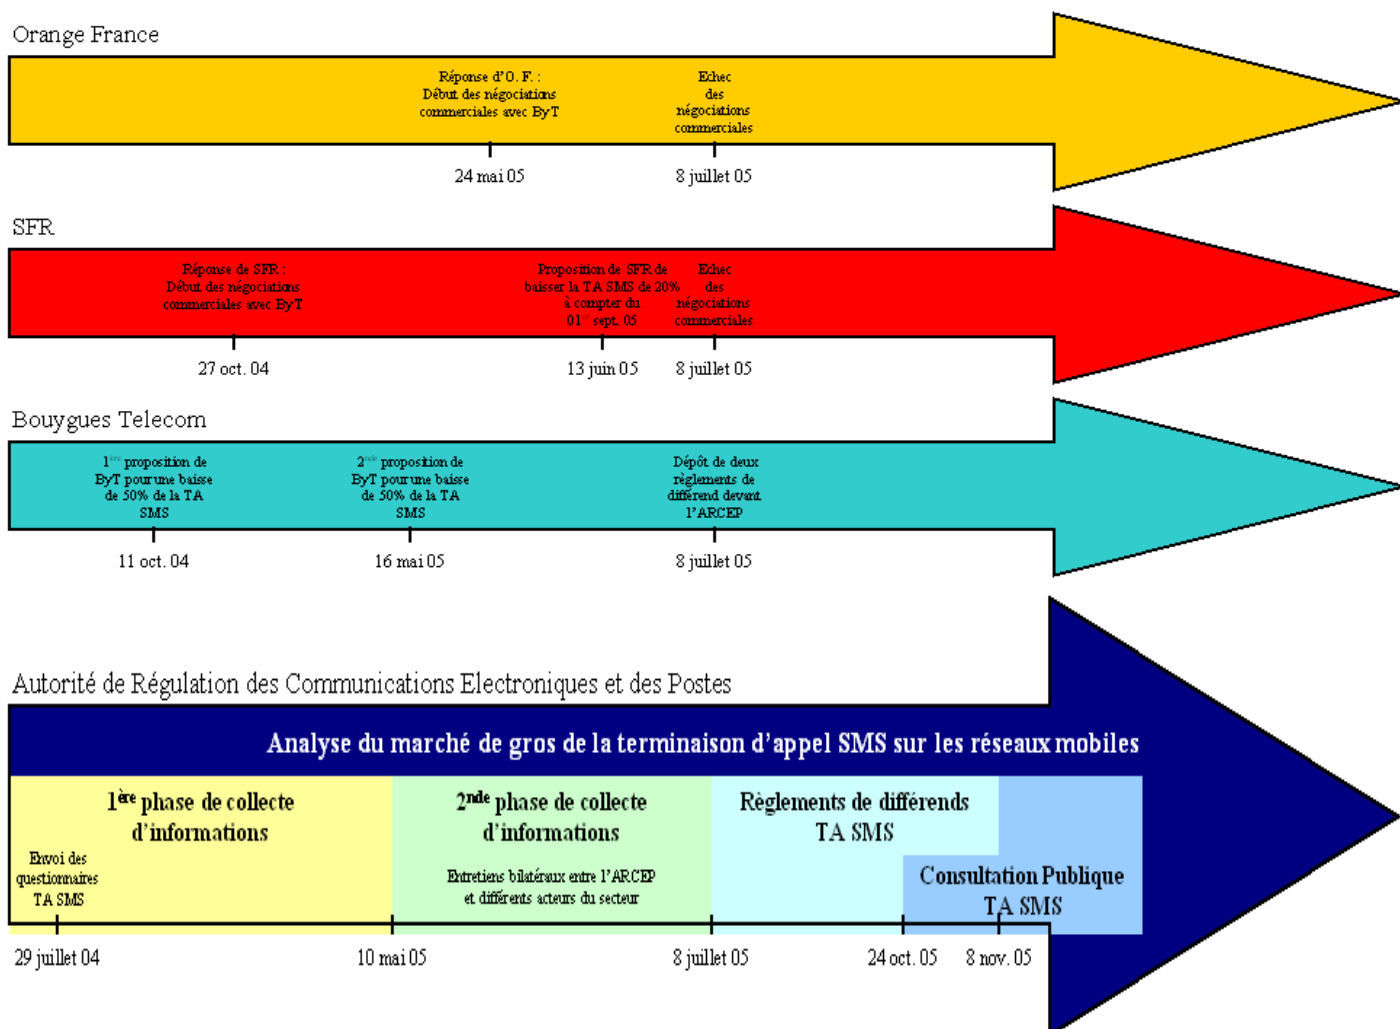 Orange France
Réponse d'O. F. :
Début des négociations
commerciales avec ByT
Echec
des
négociations
commerciales
24 mai 05
8 juillet 05
SFR
Réponse de SFR :
Début des négociations
commerciales avec ByT
Proposition de SFR de
baisser la TA SMS de 20%
à compter du
01er sept. 05
Echec
des
négociations
commerciales
27 oct. 04
13 juin 05
8 juillet 05
Bouygues Telecom
1ère proposition de
ByT pour une baisse
de 50% de la TA
SMS
2nde proposition de
ByT pour une baisse
de 50% de la TA
SMS
Dépôt de deux
règlements de
différend devant
l'ARCEP
11 oct. 04
16 mai 05
8 juillet 05
Autorité de Régulation des Communications Electroniques et des Postes
Analyse du marché de gros de la terminaison d'appel SMS sur les réseaux mobiles
1ère phase de collecte
d'informations
Envoi des
questionnaires
TA SMS
2nde phase de collecte
d'informations
Entretiens bilatéraux entre l'ARCEP
et différents acteurs du secteur
Règlements de différends
TA SMS
Consultation Publique
TA SMS
29 juillet 04
10 mai 05
8 juillet 05
24 oct. 05
8 nov. 05